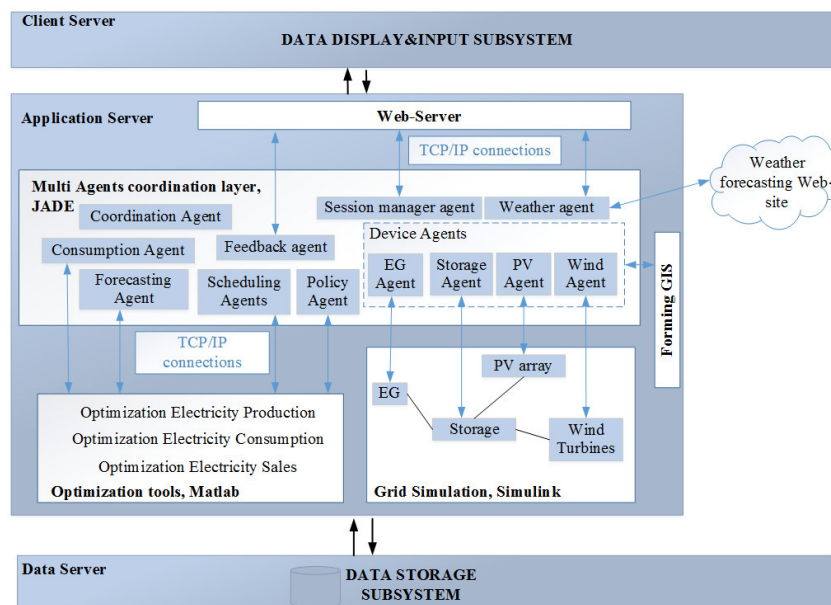 Client Server
DATA DISPLAY&INPUT SUBSYSTEM
Application Server
Web-Server
TCP/IP connections
Weather
forecasting Web-
site
Multi Agents coordination layer,
JADE
Coordination Agent
Session manager agent
Weather agent
Consumption Agent
Feedback agent
Device Agents
Forecasting
Agent
Scheduling
Agents
Policy
Agent
EG
Agent
Storage
Agent
PV
Agent
Wind
Agent
Forming GIS
TCP/IP
connections
PV array
EG
Storage
Wind
Turbines
Optimization Electricity Production
Optimization Electricity Consumption
Optimization Electricity Sales
Optimization tools, Matlab
Grid Simulation, Simulink
Data Server
DATA STORAGE
SUBSYSTEM